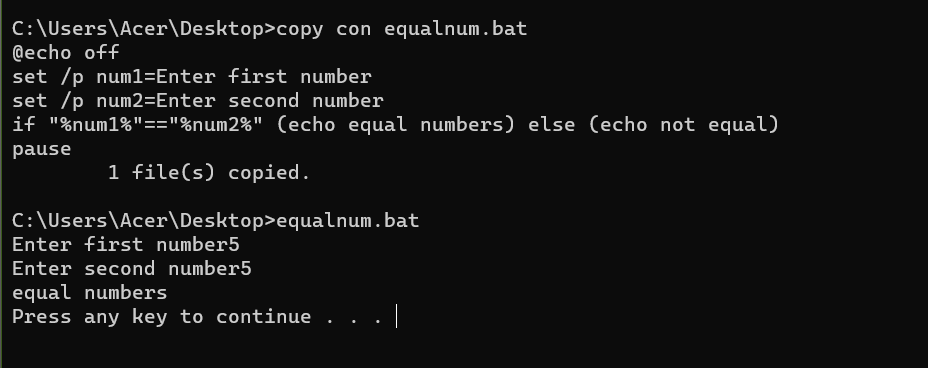 C:\Users\Acer\Desktop>copy con equalnum.bat
@echo off
set /p num1=Enter first number
set /p num2=Enter second number
if "%num1%"=="%num2%" (echo equal numbers) else (echo not equal)
pause
        1 file(s) copied.
C:\Users\Acer\Desktop>equalnum.bat
Enter first number5
Enter second number5
equal numbers
Press any key to continue . . .